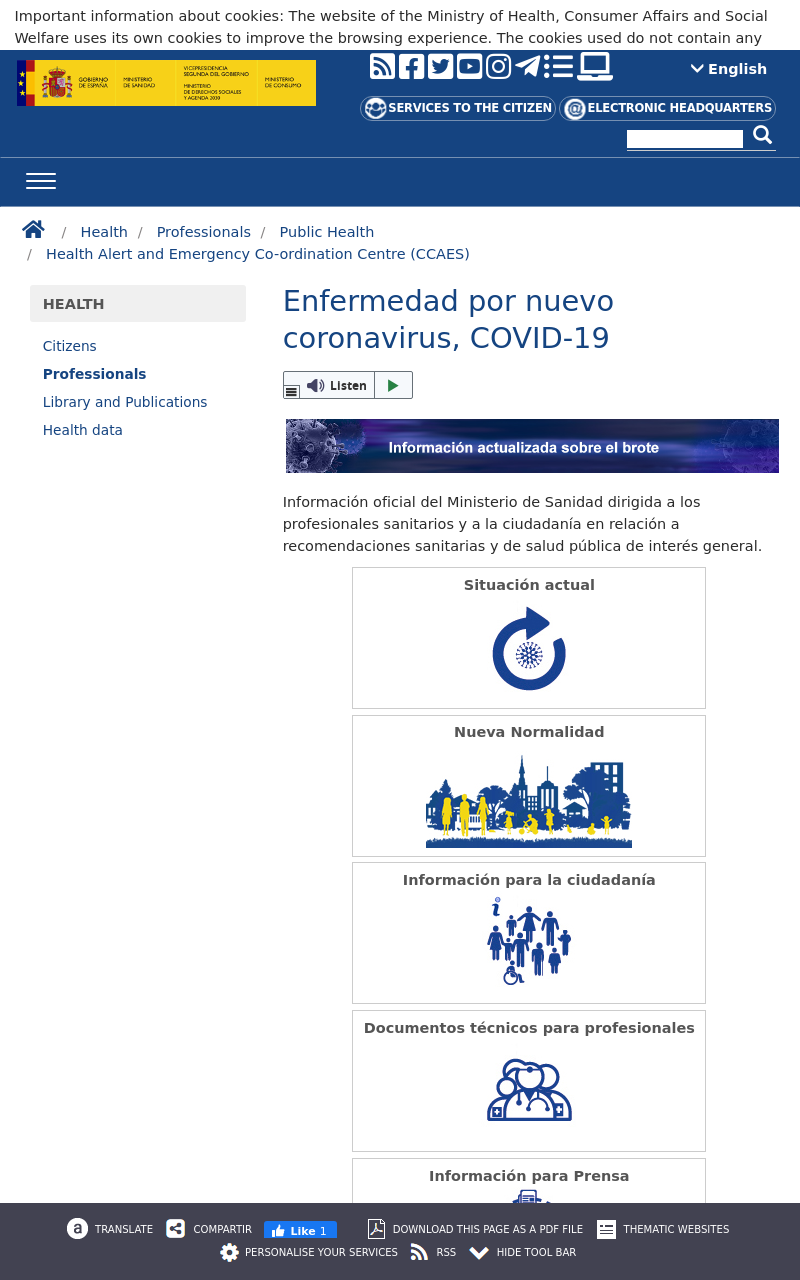 Important information about cookies: The website of the Ministry of Health, Consumer Affairs and Social
Welfare uses its own cookies to improve the browsing experience. The cookies used do not contain any
GOBIERNO
DE ESPAÑA
MINISTERIO
DE SANIDAD
VICEPRESIDENCIA
SEGUNDA DEL GOBIERNO
MINISTERIO
DE DERECHOS SOCIALES
Y AGENDA 2030
MINISTERIO
DE CONSUMO
English
SERVICES TO THE CITIZEN
ELECTRONIC HEADQUARTERS
/ Health / Professionals / Public Health
/ Health Alert and Emergency Co-ordination Centre (CCAES)
HEALTH
Citizens
Professionals
Library and Publications
Health data
Enfermedad por nuevo
coronavirus, COVID-19
Listen
Información actualizada sobre el brote
Información oficial del Ministerio de Sanidad dirigida a los
profesionales sanitarios y a la ciudadanía en relación a
recomendaciones sanitarias y de salud pública de interés general.
Situación actual
Nueva Normalidad
Información para la ciudadanía
Documentos técnicos para profesionales
Información para Prensa
TRANSLATE COMPARTIR Like 1 DOWNLOAD THIS PAGE AS A PDF FILE THEMATIC WEBSITES
PERSONALISE YOUR SERVICES RSS HIDE TOOL BAR